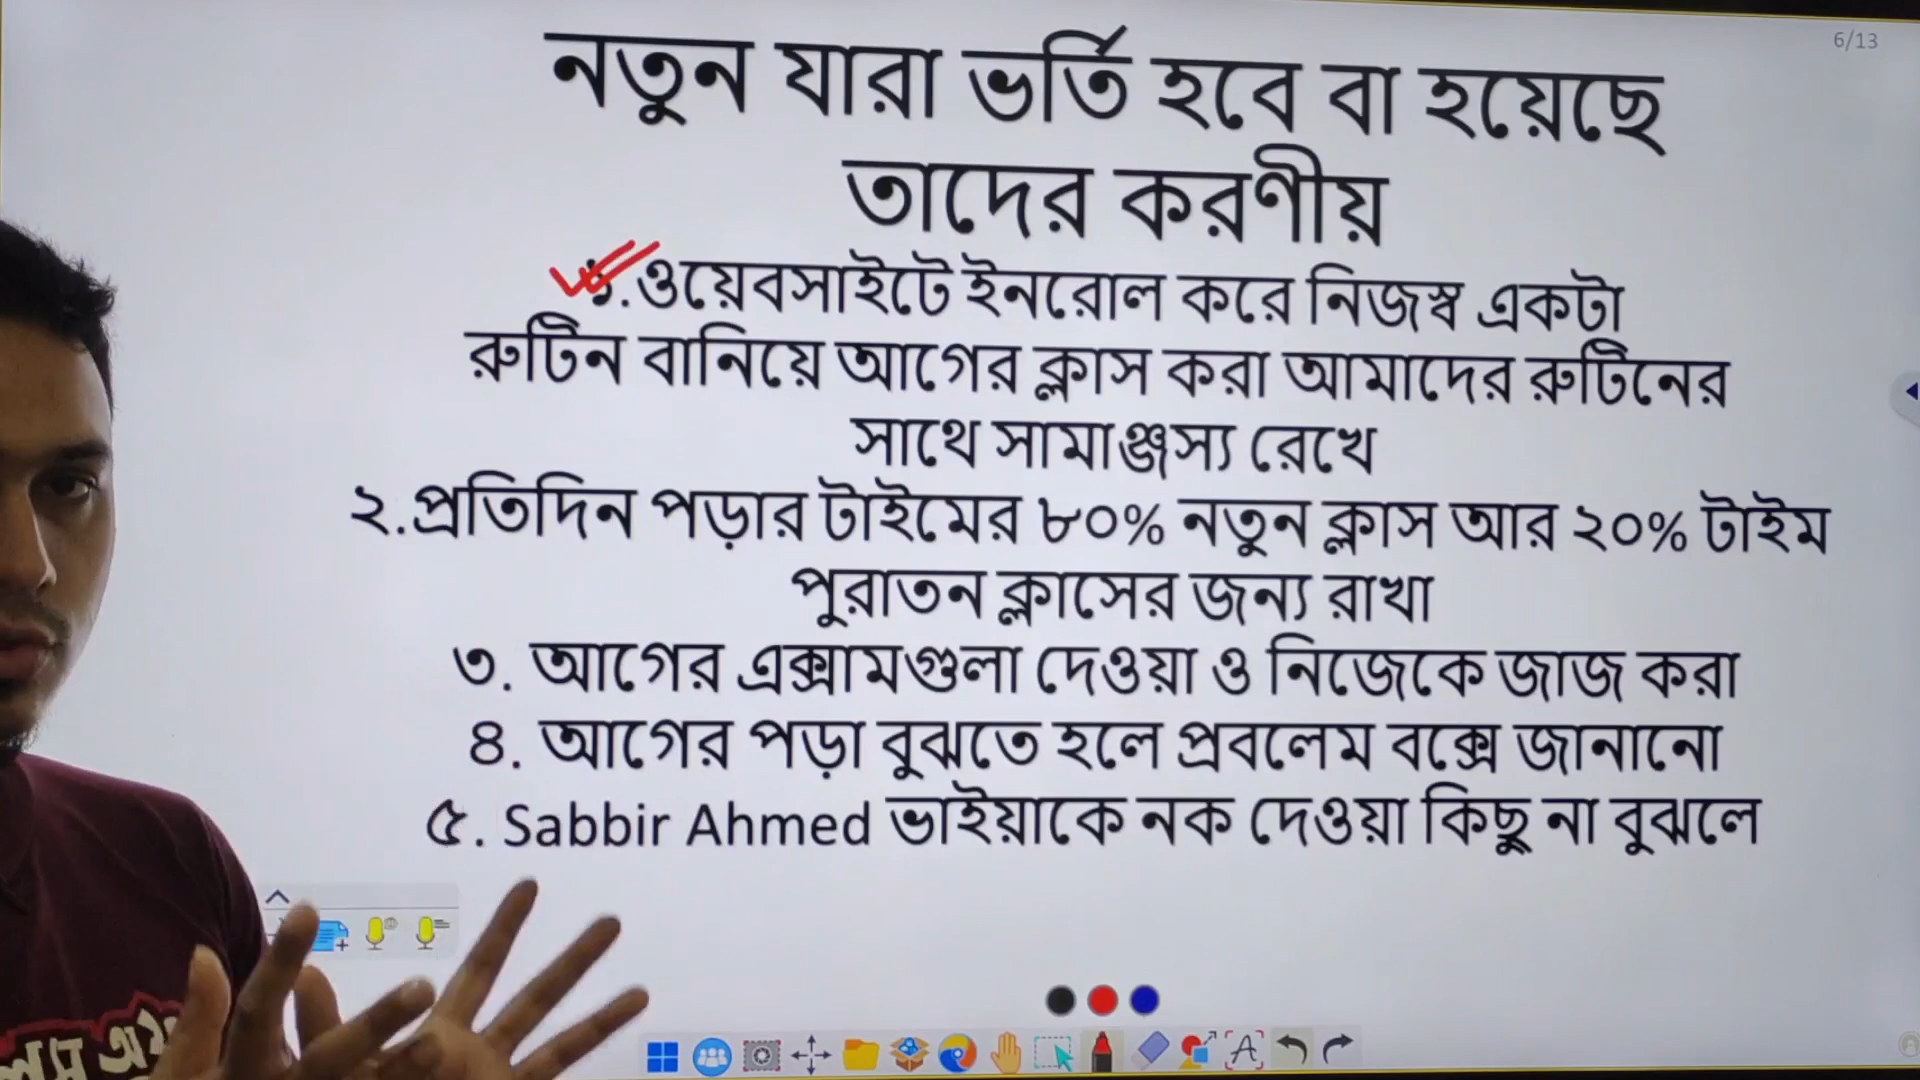 6/13
নতুন যারা ভর্তি হবে বা হয়েছে
তাদের করণীয়
১.ওয়েবসাইটে ইনরোল করে নিজস্ব একটা
রুটিন বানিয়ে আগের ক্লাস করা আমাদের রুটিনের
সাথে সামাঞ্জস্য রেখে
২.প্রতিদিন পড়ার টাইমের ৮০% নতুন ক্লাস আর ২০% টাইম
পুরাতন ক্লাসের জন্য রাখা
৩. আগের এক্সামগুলা দেওয়া ও নিজেকে জাজ করা
৪. আগের পড়া বুঝতে হলে প্রবলেম বক্সে জানানো
৫. Sabbir Ahmed ভাইয়াকে নক দেওয়া কিছু না বুঝলে